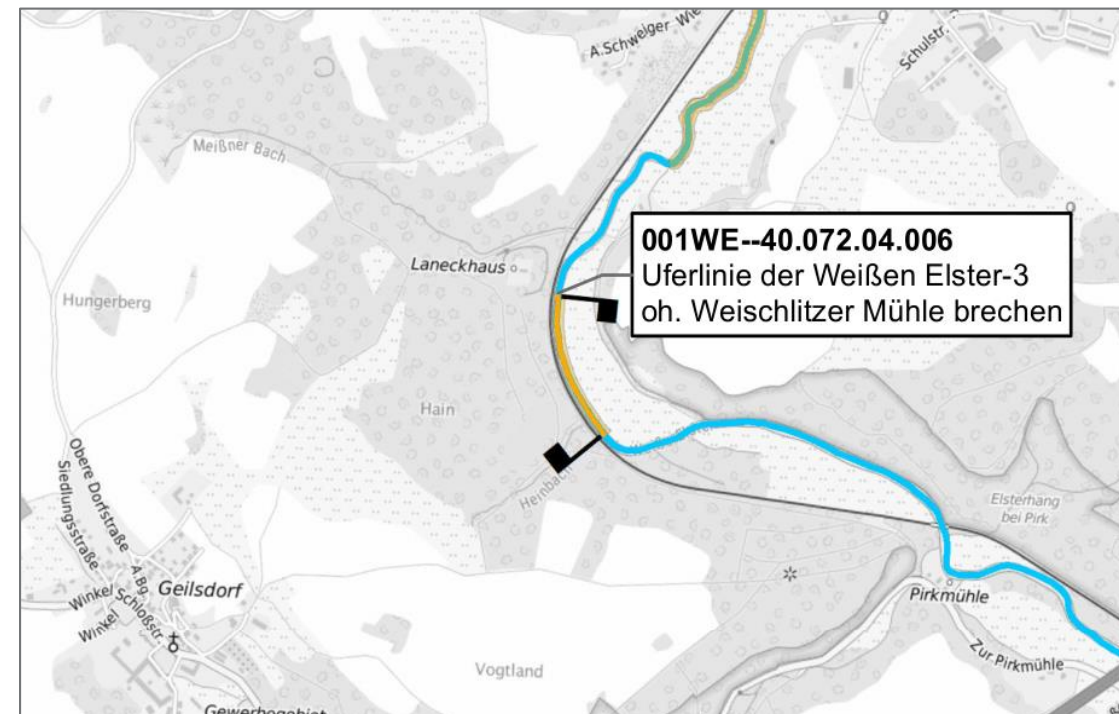 A.Schweiger Wie
Schulstr.
Meißner Bach
001WE--40.072.04.006
Uferlinie der Weißen Elster-3
oh. Weischlitzer Mühle brechen
Laneckhaus
Hungerberg
Hain
Heinbach
Obere Dorfstraße
Siedlungsstraße
Elsterhang
bei Pirk
A.Bg
Geilsdorf
Winkel
Schloßstr.
Winkel
Pirkmühle
Zur Pirkmühle
Vogtland
Gewerbegebiet